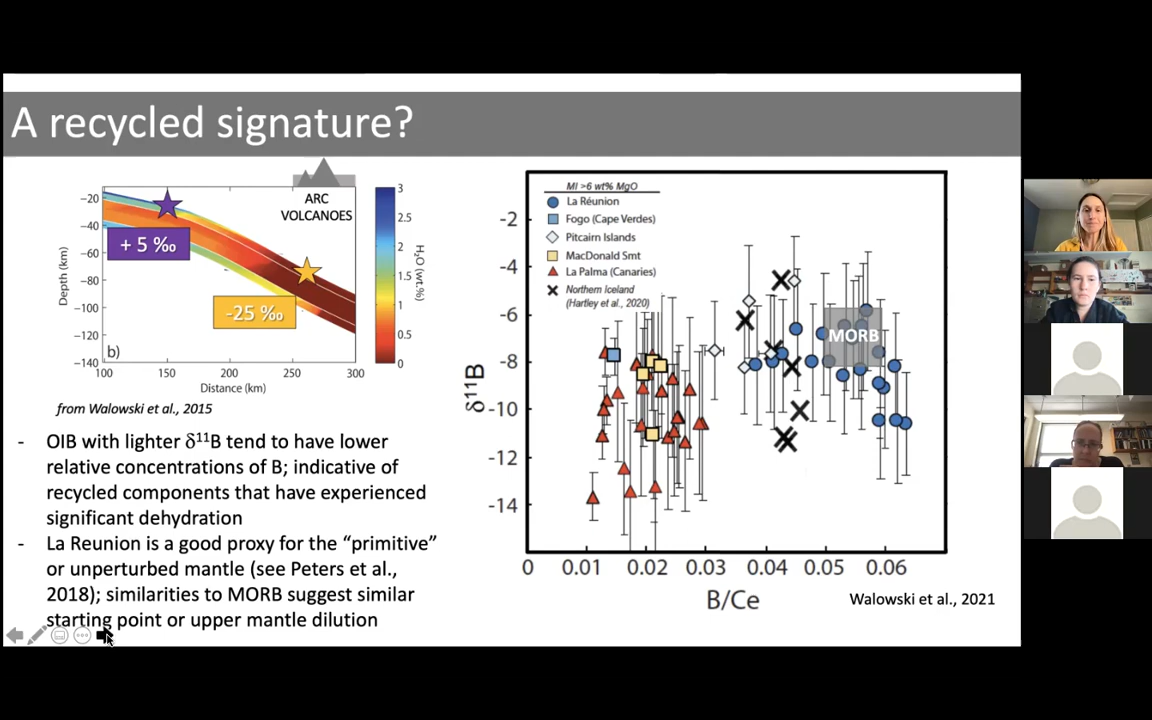 A recycled signature?
ARC
VOLCANOES
+ 5 ‰
-25 ‰
b)
−20
−40
−60
−80
−100
−120
−140
Depth (km)
100
150
200
250
300
Distance (km)
3
2.5
2
1.5
1
0.5
0
H₂O (wt.%)
from Walowski et al., 2015
- OIB with lighter δ¹¹B tend to have lower
relative concentrations of B; indicative of
recycled components that have experienced
significant dehydration
- La Reunion is a good proxy for the “primitive”
or unperturbed mantle (see Peters et al.,
2018); similarities to MORB suggest similar
starting point or upper mantle dilution
MI >6 wt% MgO
La Réunion
Fogo (Cape Verdes)
Pitcairn Islands
MacDonald Smt
La Palma (Canaries)
Northern Iceland
(Hartley et al., 2020)
MORB
-2
-4
-6
-8
-10
-12
-14
δ¹¹B
0
0.01
0.02
0.03
0.04
0.05
0.06
B/Ce
Walowski et al., 2021